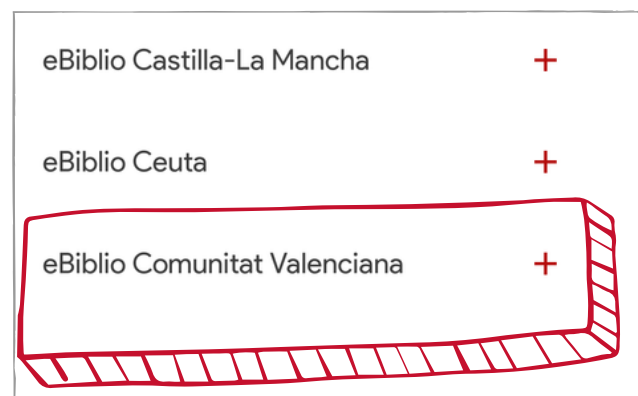 eBiblio Castilla-La Mancha +
eBiblio Ceuta +
eBiblio Comunitat Valenciana +